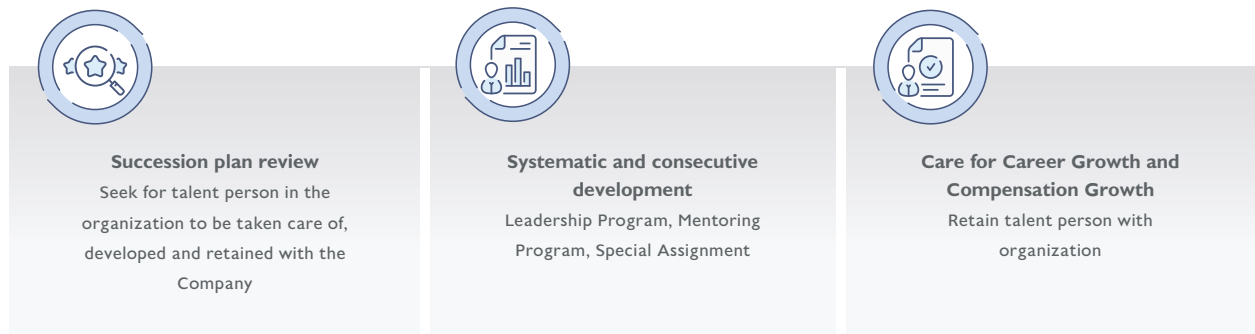 Succession plan review
Seek for talent person in the
organization to be taken care of,
developed and retained with the
Company
Systematic and consecutive
development
Leadership Program, Mentoring
Program, Special Assignment
Care for Career Growth and
Compensation Growth
Retain talent person with
organization